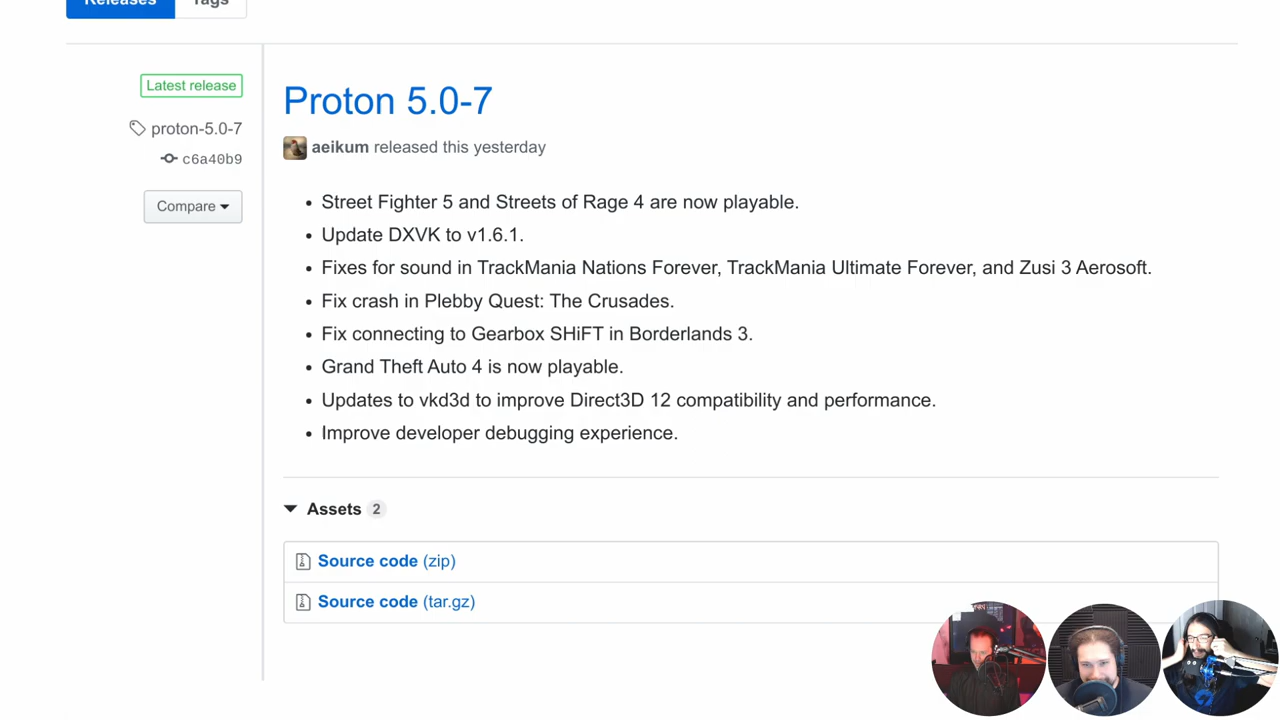 Releases
Tags
Latest release
proton-5.0-7
c6a40b9
Compare
Proton 5.0-7
aeikum released this yesterday
Street Fighter 5 and Streets of Rage 4 are now playable.
Update DXVK to v1.6.1.
Fixes for sound in TrackMania Nations Forever, TrackMania Ultimate Forever, and Zusi 3 Aerosoft.
Fix crash in Plebby Quest: The Crusades.
Fix connecting to Gearbox SHiFT in Borderlands 3.
Grand Theft Auto 4 is now playable.
Updates to vkd3d to improve Direct3D 12 compatibility and performance.
Improve developer debugging experience.
Assets 2
Source code (zip)
Source code (tar.gz)